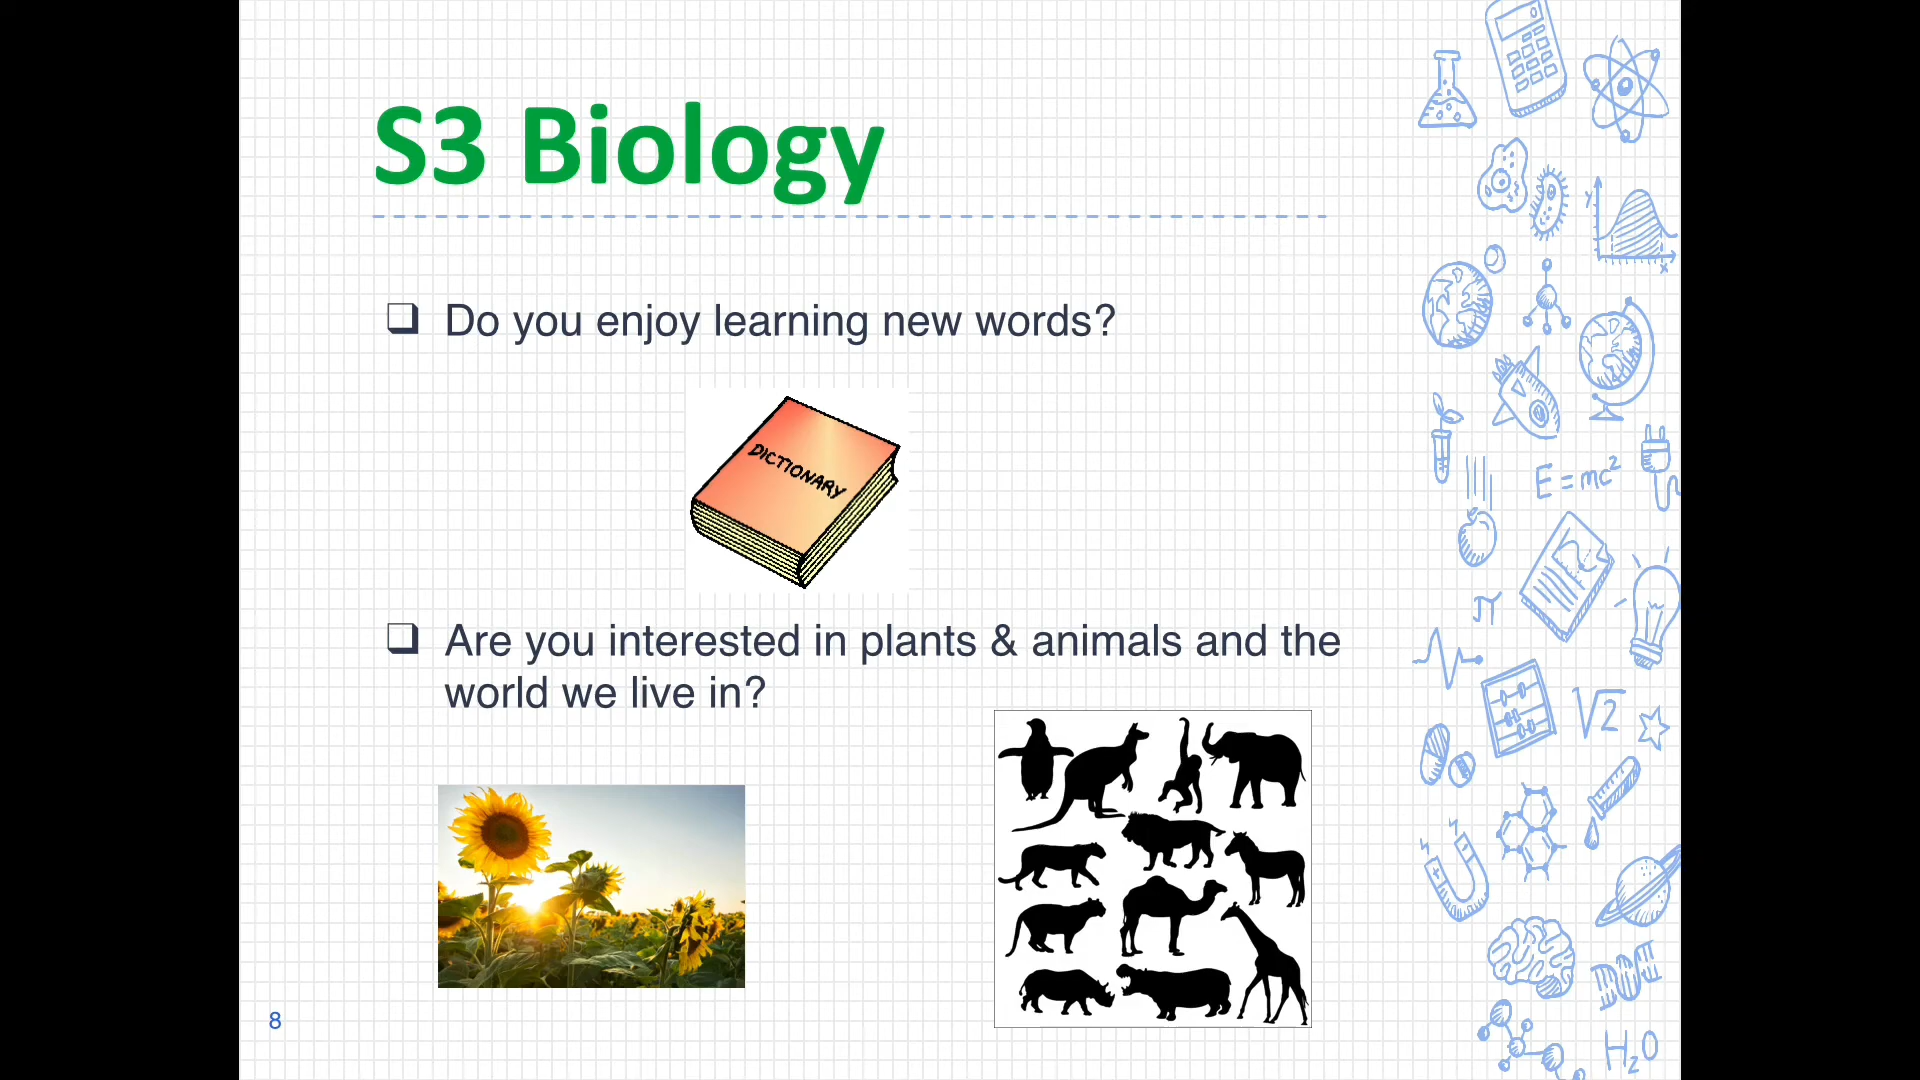 S3 Biology
Do you enjoy learning new words?
DICTIONARY
Are you interested in plants & animals and the
world we live in?
8
y
x
E=mc²
π
√2
H₂O